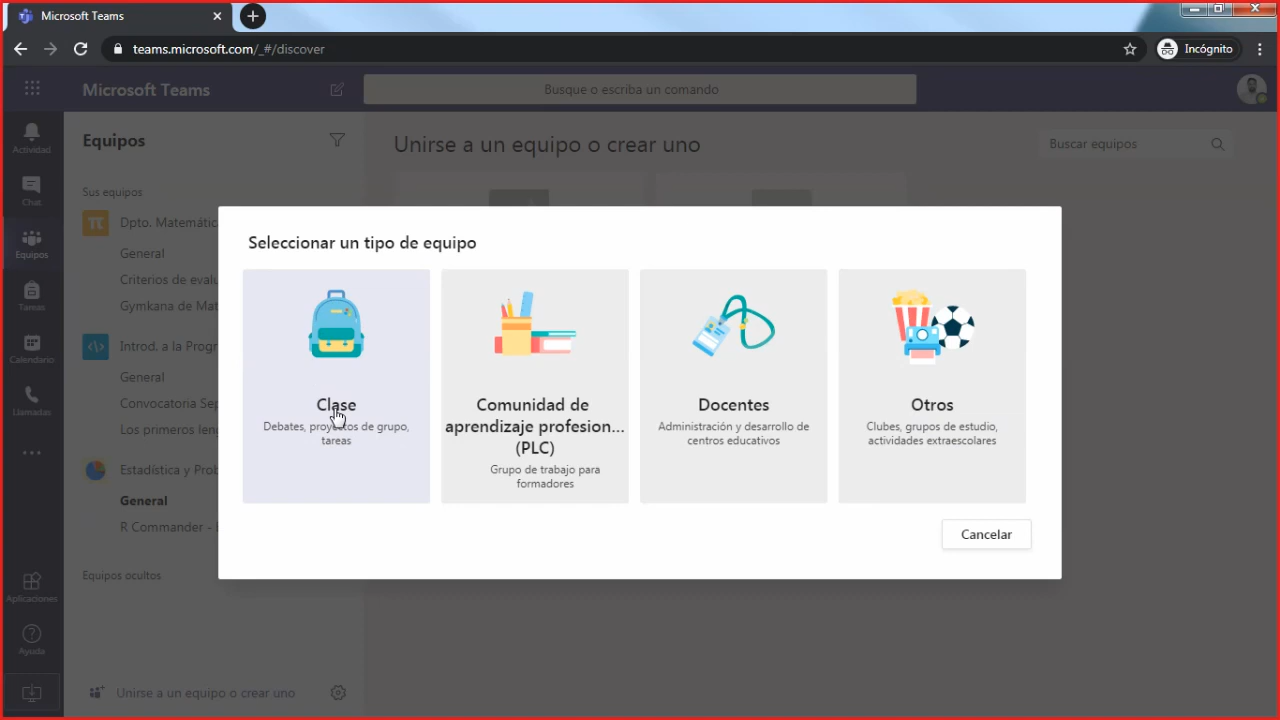 Microsoft Teams
teams.microsoft.com/_#/discover
Incógnito
Microsoft Teams
Busque o escriba un comando
Actividad
Chat
Equipos
Tareas
Calendario
Llamadas
Aplicaciones
Ayuda
Equipos
Sus equipos
Dpto. Matemátic
General
Criterios de evalu
Gymkana de Mat
Introd. a la Progr
General
Convocatoria Sep
Los primeros leng
Estadística y Prob
General
R Commander -
Equipos ocultos
Unirse a un equipo o crear uno
Unirse a un equipo o crear uno
Buscar equipos
Seleccionar un tipo de equipo
Clase
Debates, proyectos de grupo,
tareas
Comunidad de
aprendizaje profesion...
(PLC)
Grupo de trabajo para
formadores
Docentes
Administración y desarrollo de
centros educativos
Otros
Clubes, grupos de estudio,
actividades extraescolares
Cancelar